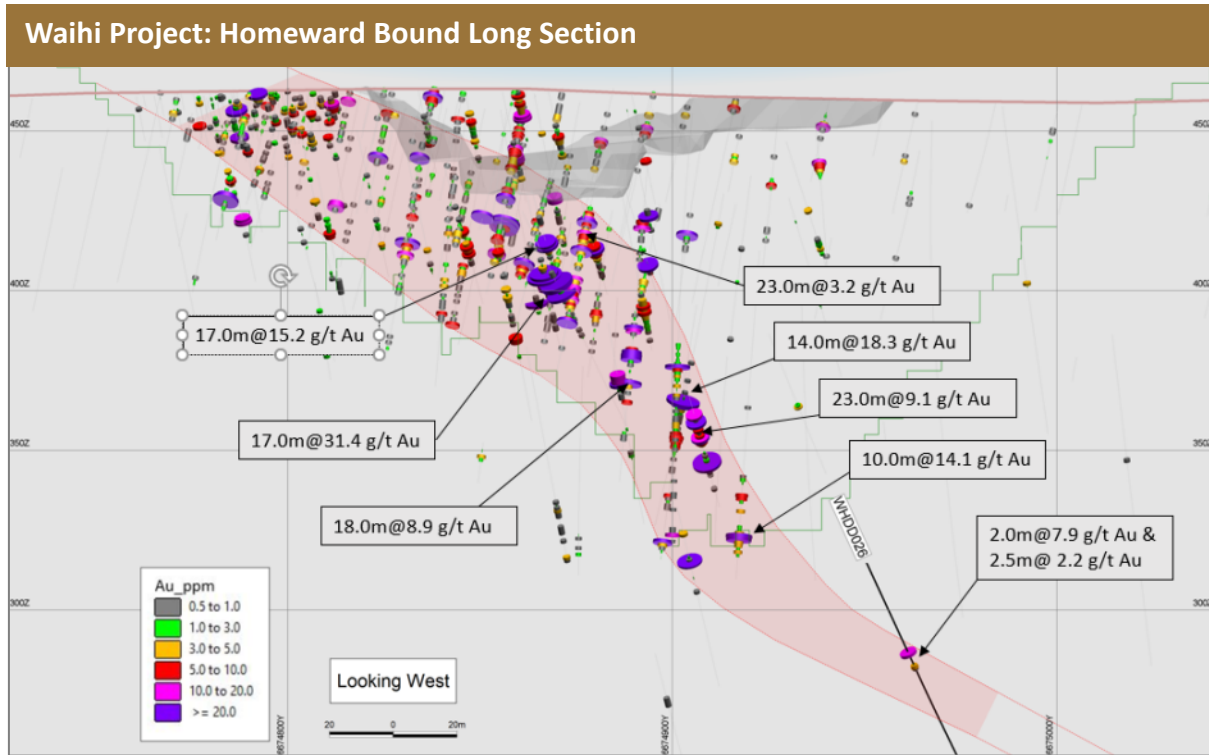 Waihi Project: Homeward Bound Long Section
450Z
450Z
400Z
400Z
350Z
350Z
300Z
300Z
17.0m@15.2 g/t Au
23.0m@3.2 g/t Au
14.0m@18.3 g/t Au
23.0m@9.1 g/t Au
17.0m@31.4 g/t Au
10.0m@14.1 g/t Au
18.0m@8.9 g/t Au
WHDD026
2.0m@7.9 g/t Au &
2.5m@ 2.2 g/t Au
Au_ppm
0.5 to 1.0
1.0 to 3.0
3.0 to 5.0
5.0 to 10.0
10.0 to 20.0
>= 20.0
Looking West
20 0 20m
6674800Y
6674900Y
6675000Y